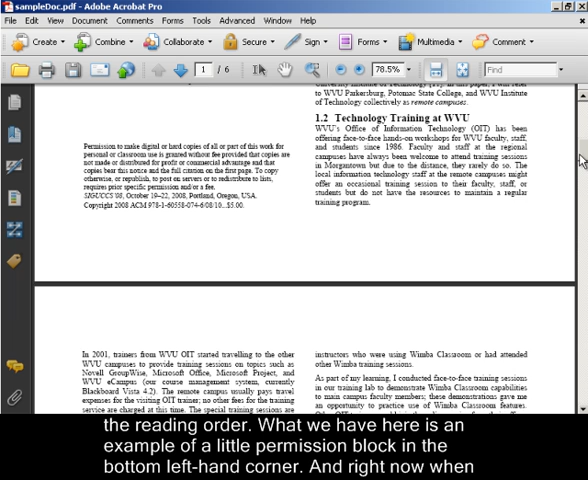 sampleDoc.pdf - Adobe Acrobat Pro
File Edit View Document Comments Forms Tools Advanced Window Help
Create Combine Collaborate Secure Sign Forms Multimedia Comment
1 / 6 78.5% Find
to WVU Parkersburg, Potomac State College, and WVU Institute
of Technology collectively as remote campuses.
1.2 Technology Training at WVU
WVU's Office of Information Technology (OIT) has been
offering face-to-face hands-on workshops for WVU faculty, staff,
and students since 1986. Faculty and staff at the regional
campuses have always been welcome to attend training sessions
in Morgantown but due to the distance, they rarely do so. The
local information technology staff at the remote campuses might
offer an occasional training session to their faculty, staff, or
students but do not have the resources to maintain a regular
training program.
Permission to make digital or hard copies of all or part of this work for
personal or classroom use is granted without fee provided that copies are
not made or distributed for profit or commercial advantage and that
copies bear this notice and the full citation on the first page. To copy
otherwise, or republish, to post on servers or to redistribute to lists,
requires prior specific permission and/or a fee.
SIGUCCS'08, October 19–22, 2008, Portland, Oregon, USA.
Copyright 2008 ACM 978-1-60558-074-6/08/10...$5.00.
In 2001, trainers from WVU OIT started travelling to the other
WVU campuses to provide training sessions on topics such as
Novell GroupWise, Microsoft Office, Microsoft Project, and
WVU eCampus (our course management system, currently
Blackboard Vista 4.2). The remote campus usually pays travel
expenses for the visiting OIT trainer; no other fees for the training
service are charged at this time. The special training sessions are
instructors who were using Wimba Classroom or had attended
other Wimba training sessions.
As part of my learning, I conducted face-to-face training sessions
in our training lab to demonstrate Wimba Classroom capabilities
to main campus faculty members; these demonstrations gave me
an opportunity to practice use of Wimba Classroom features.
the reading order. What we have here is an
example of a little permission block in the
bottom left-hand corner. And right now when